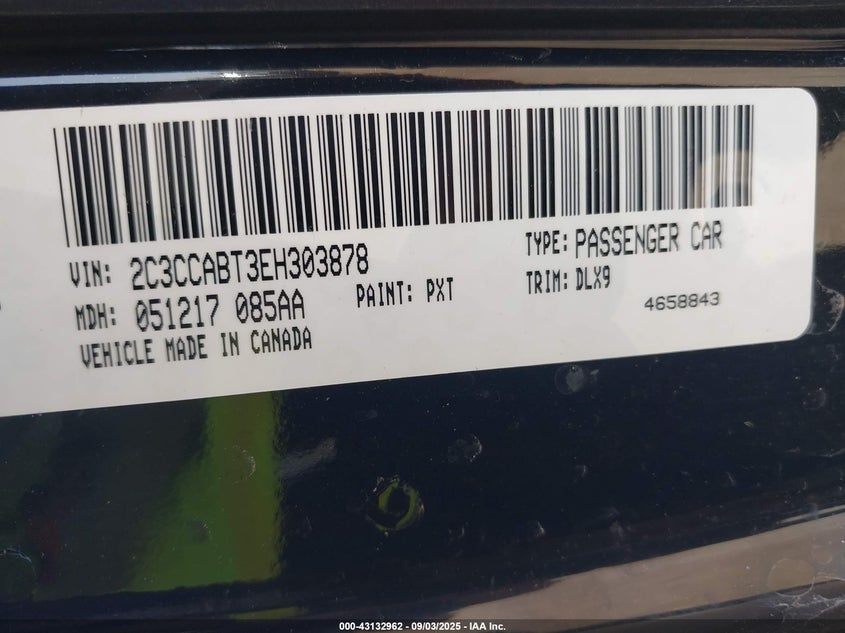 VIN: 2C3CCABT3EH303878
TYPE: PASSENGER CAR
MDH: 051217 085AA
PAINT: PXT
TRIM: DLX9
VEHICLE MADE IN CANADA
4658843
000-43132962 - 09/03/2025 - IAA Inc.